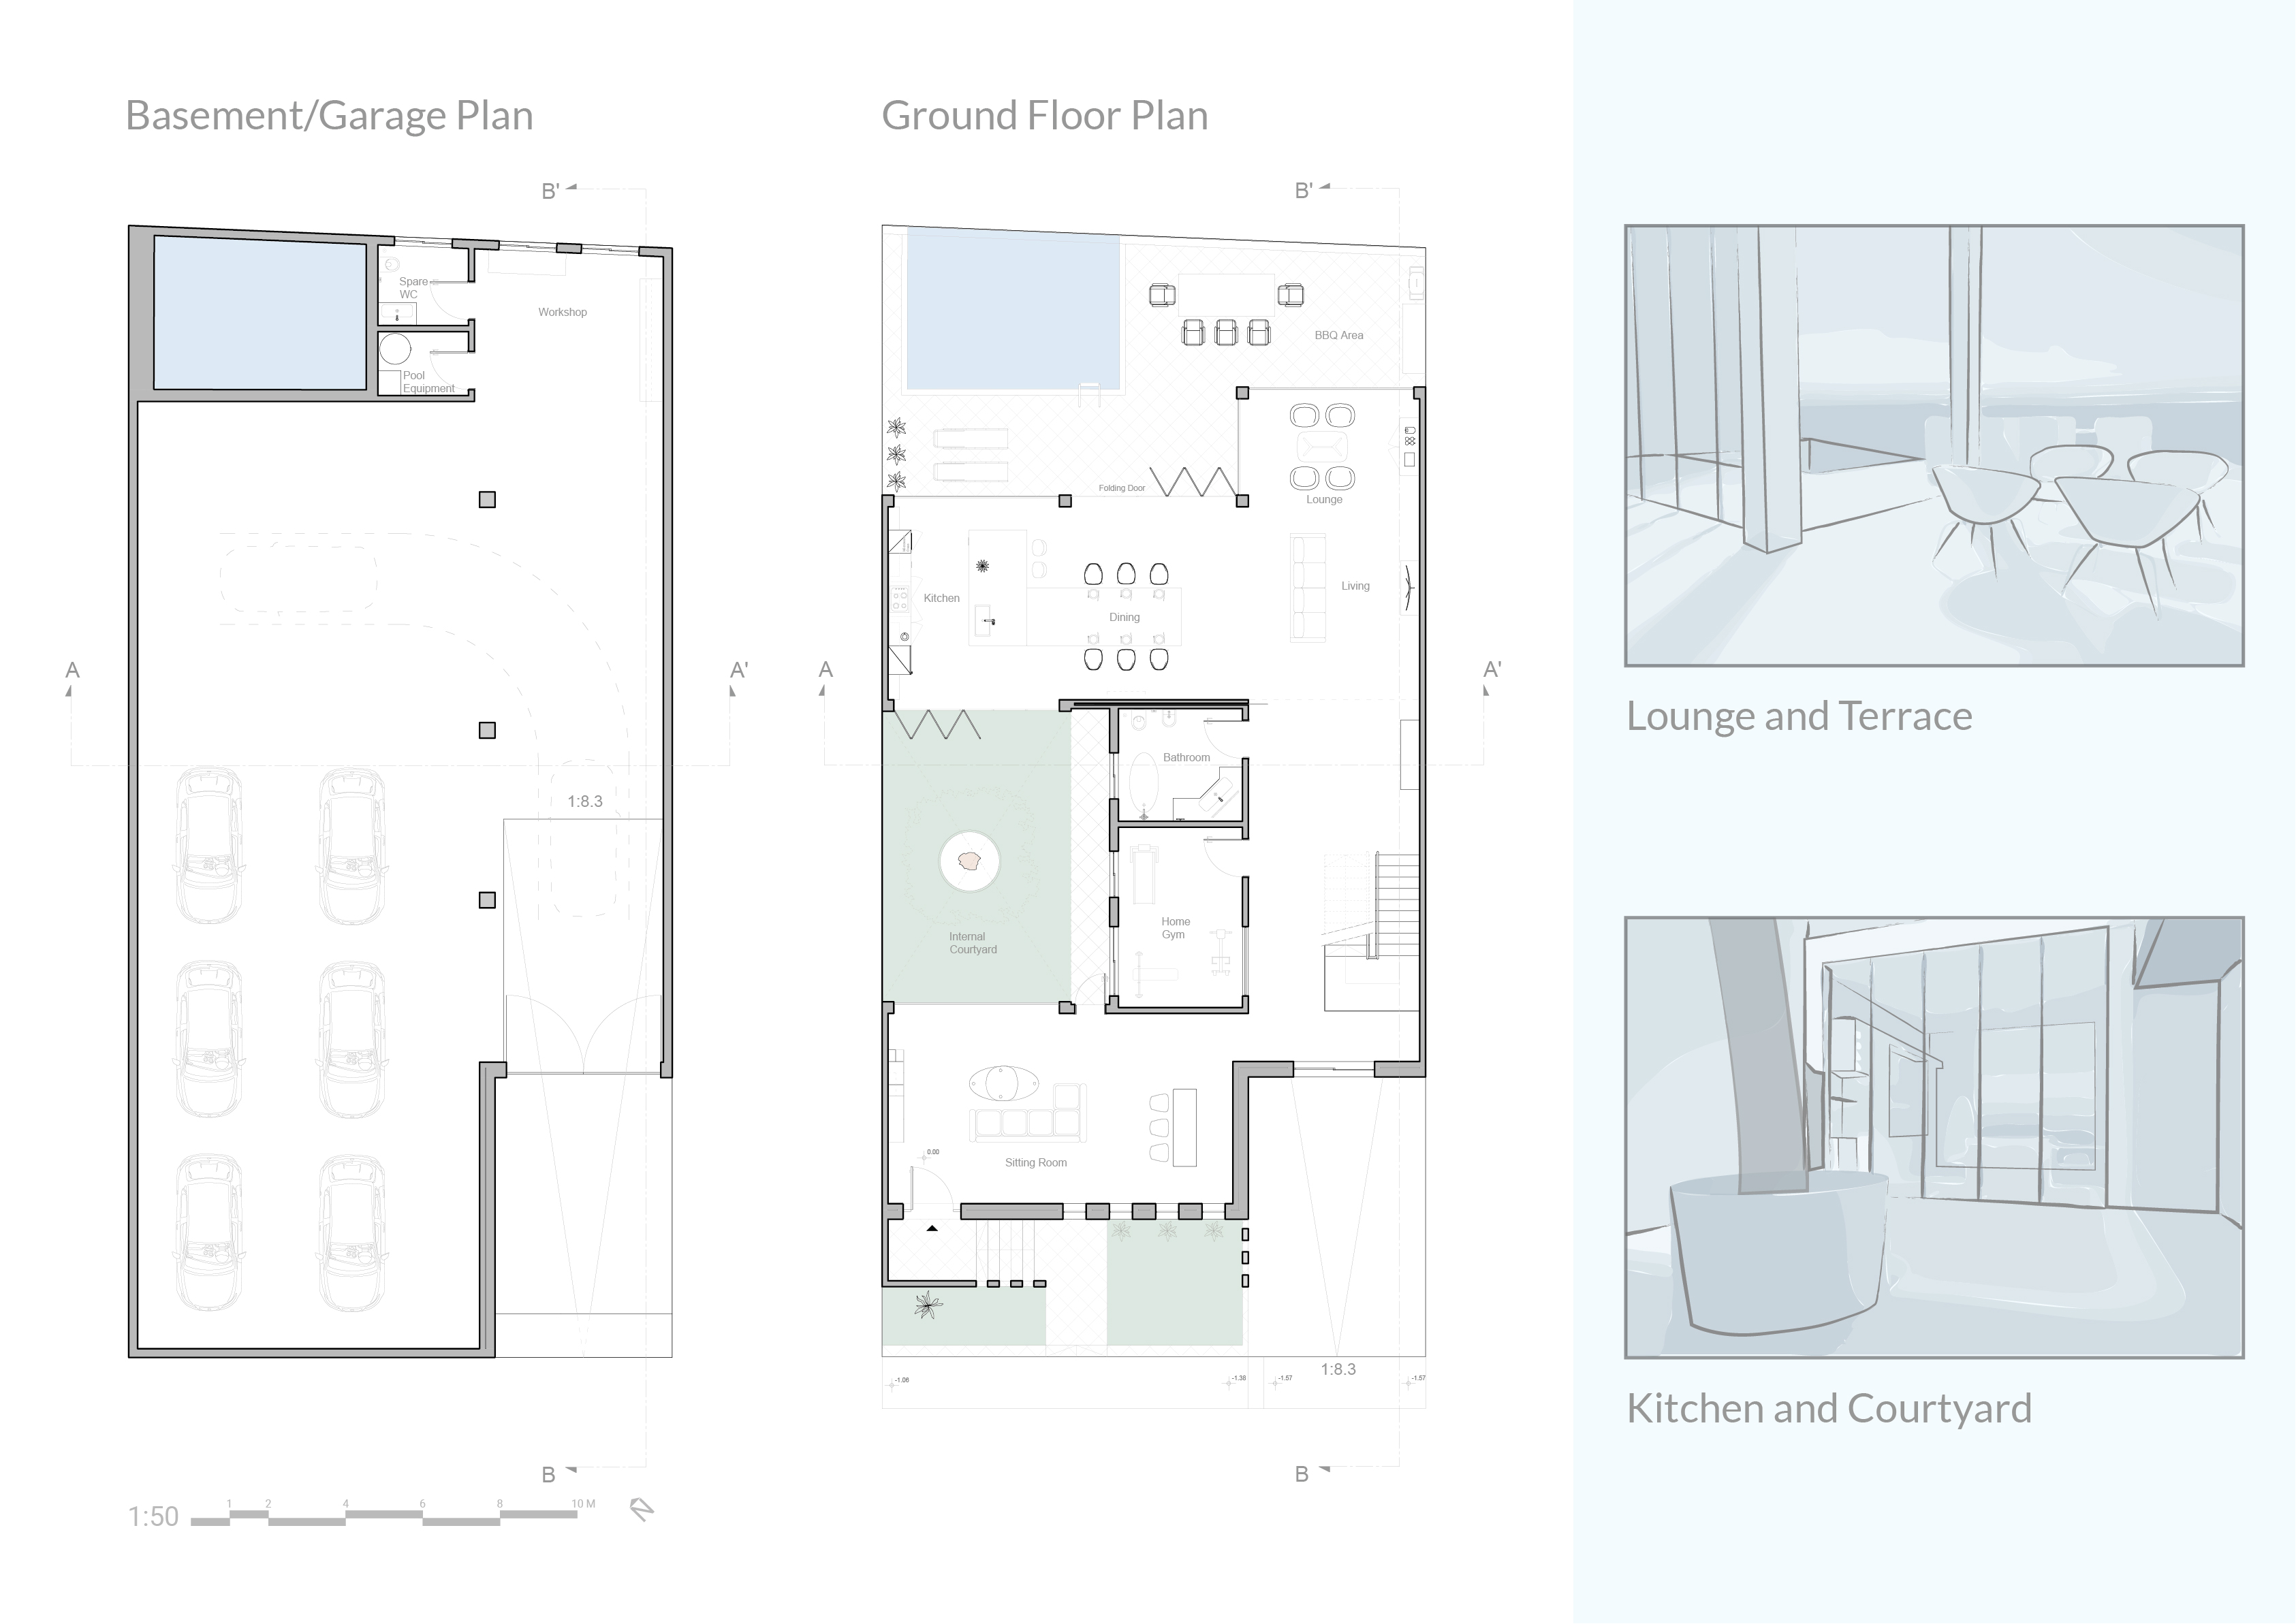 Basement/Garage Plan
B'
Spare
WC
Workshop
Pool
Equipment
A
A'
1:8.3
B
1:50
1
2
4
6
8
10 M
N
Ground Floor Plan
B'
BBQ Area
Folding Door
Lounge
Kitchen
Living
Dining
A
A'
Bathroom
Home
Gym
Internal
Courtyard
0.00
Sitting Room
1:8.3
-1.06
-1.38
-1.57
-1.57
B
Lounge and Terrace
Kitchen and Courtyard